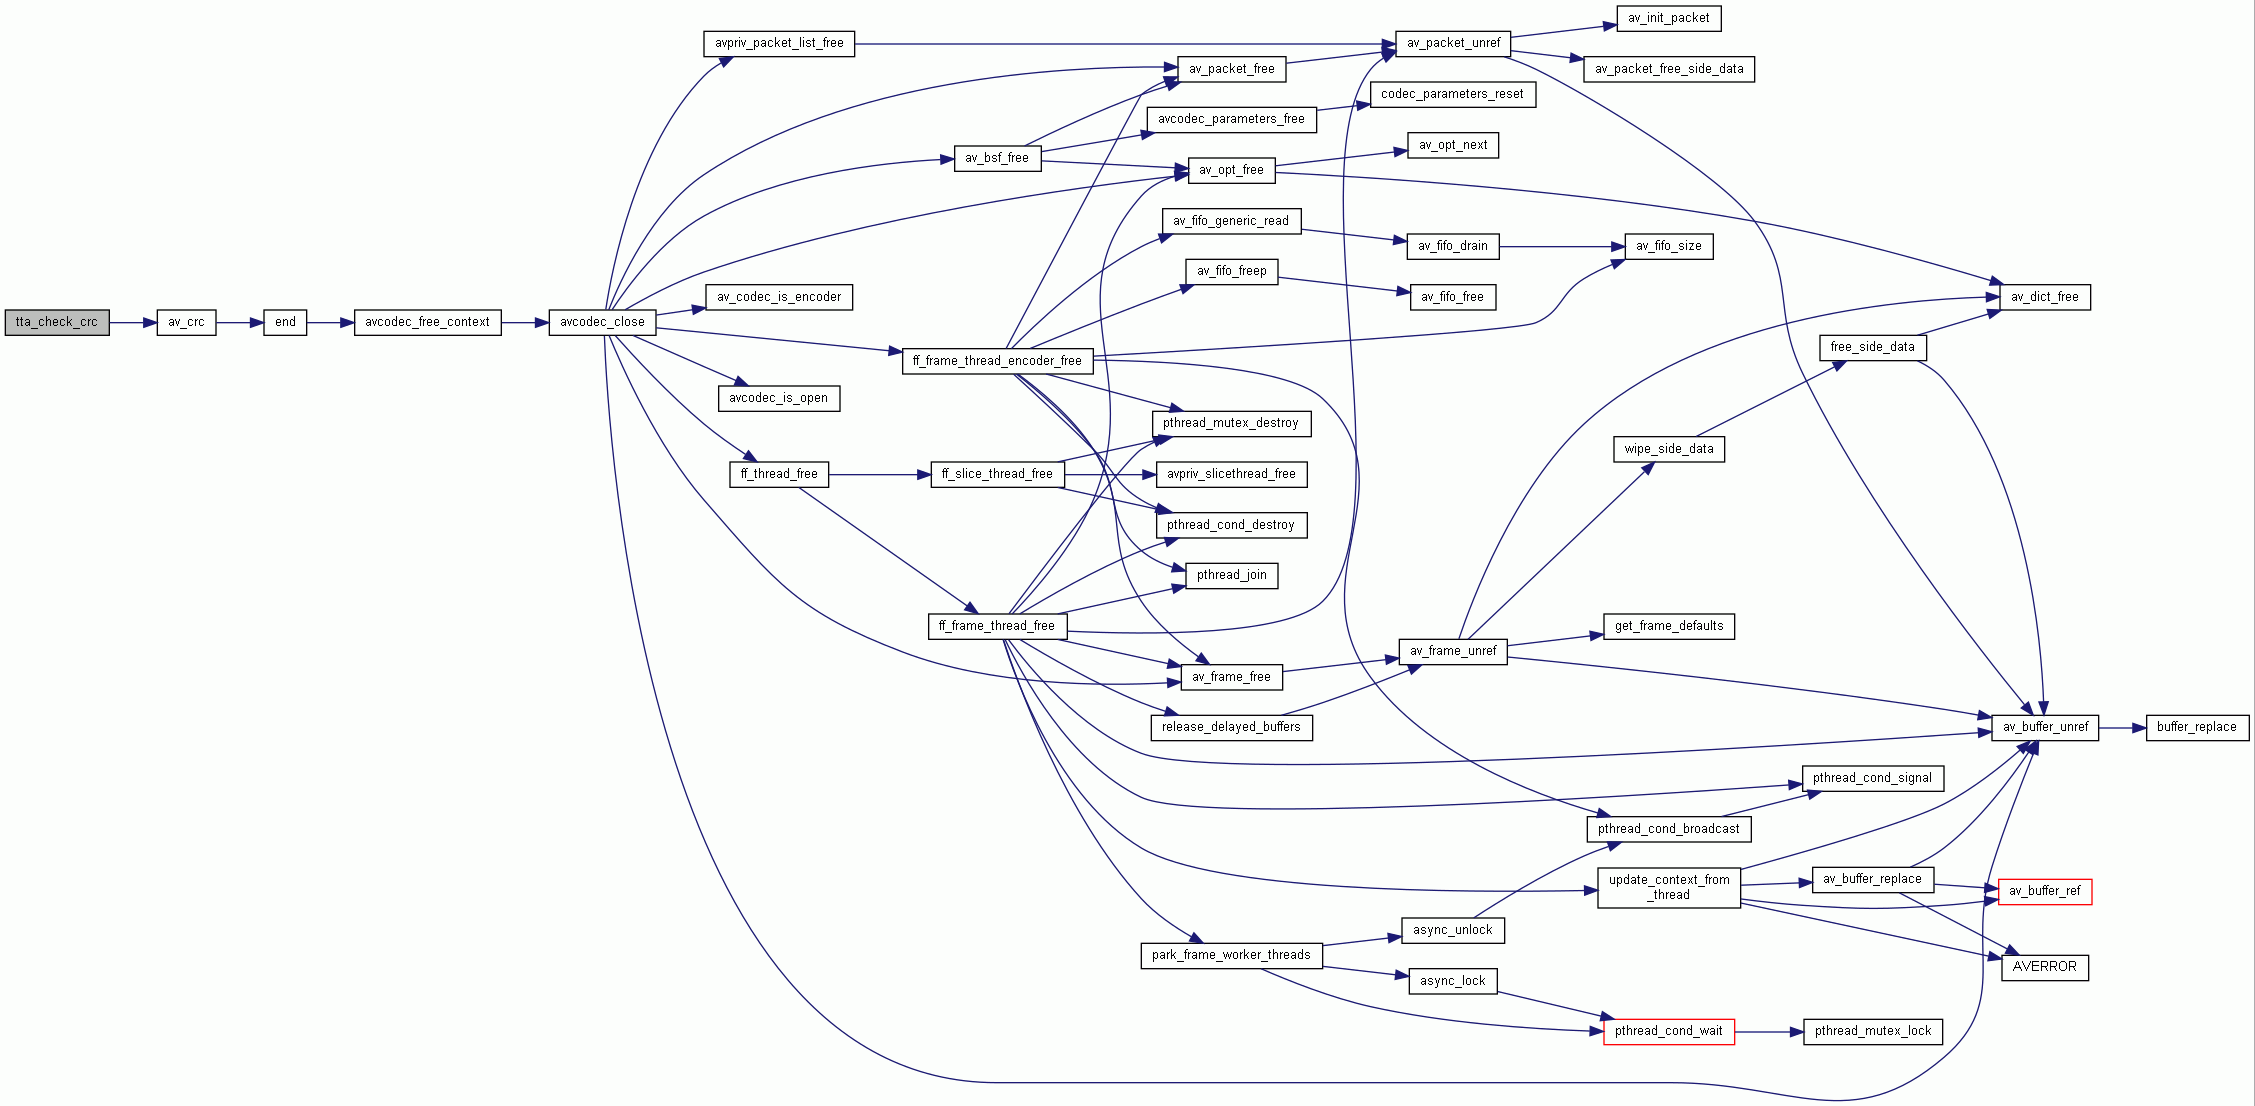 tta_check_crc
av_crc
end
avcodec_free_context
avcodec_close
avpriv_packet_list_free
av_codec_is_encoder
avcodec_is_open
ff_thread_free
av_bsf_free
ff_frame_thread_encoder_free
ff_slice_thread_free
ff_frame_thread_free
av_packet_free
avcodec_parameters_free
av_opt_free
av_fifo_generic_read
av_fifo_freep
pthread_mutex_destroy
avpriv_slicethread_free
pthread_cond_destroy
pthread_join
av_frame_free
release_delayed_buffers
park_frame_worker_threads
av_packet_unref
codec_parameters_reset
av_opt_next
av_fifo_drain
av_fifo_free
av_frame_unref
async_unlock
async_lock
av_init_packet
av_packet_free_side_data
av_fifo_size
wipe_side_data
get_frame_defaults
pthread_cond_broadcast
update_context_from
_thread
pthread_cond_wait
free_side_data
pthread_cond_signal
av_buffer_replace
pthread_mutex_lock
av_dict_free
av_buffer_unref
av_buffer_ref
AVERROR
buffer_replace